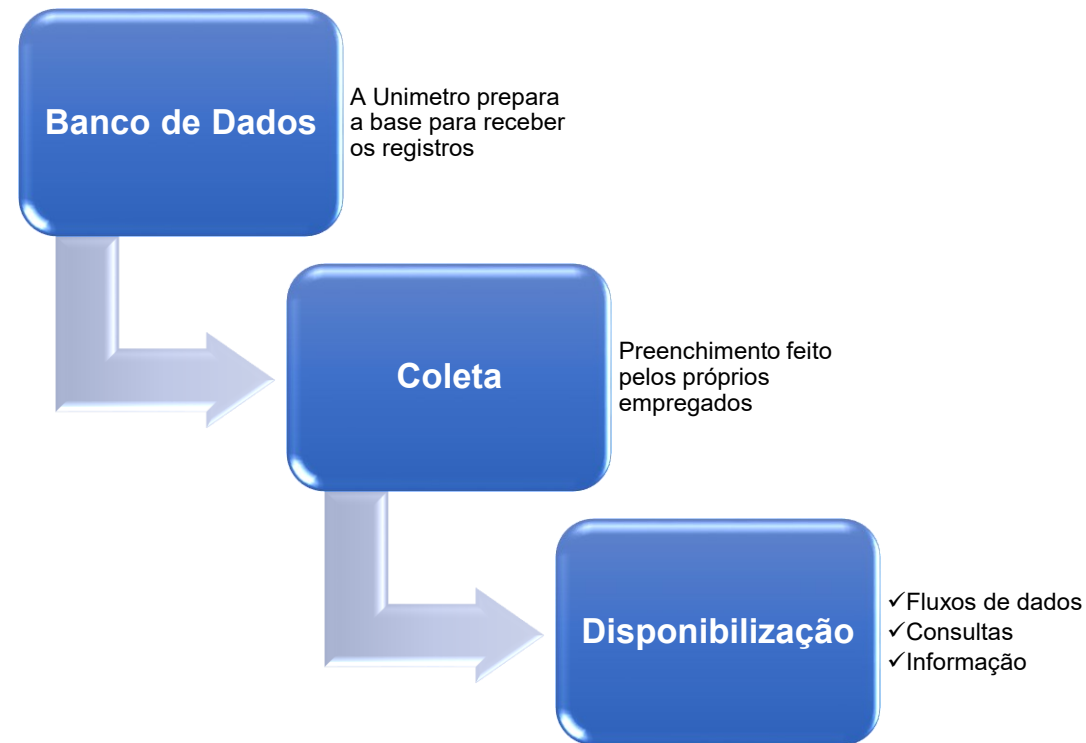 Banco de Dados
A Unimetro prepara
a base para receber
os registros
Coleta
Preenchimento feito
pelos próprios
empregados
Disponibilização
✓Fluxos de dados
✓Consultas
✓Informação